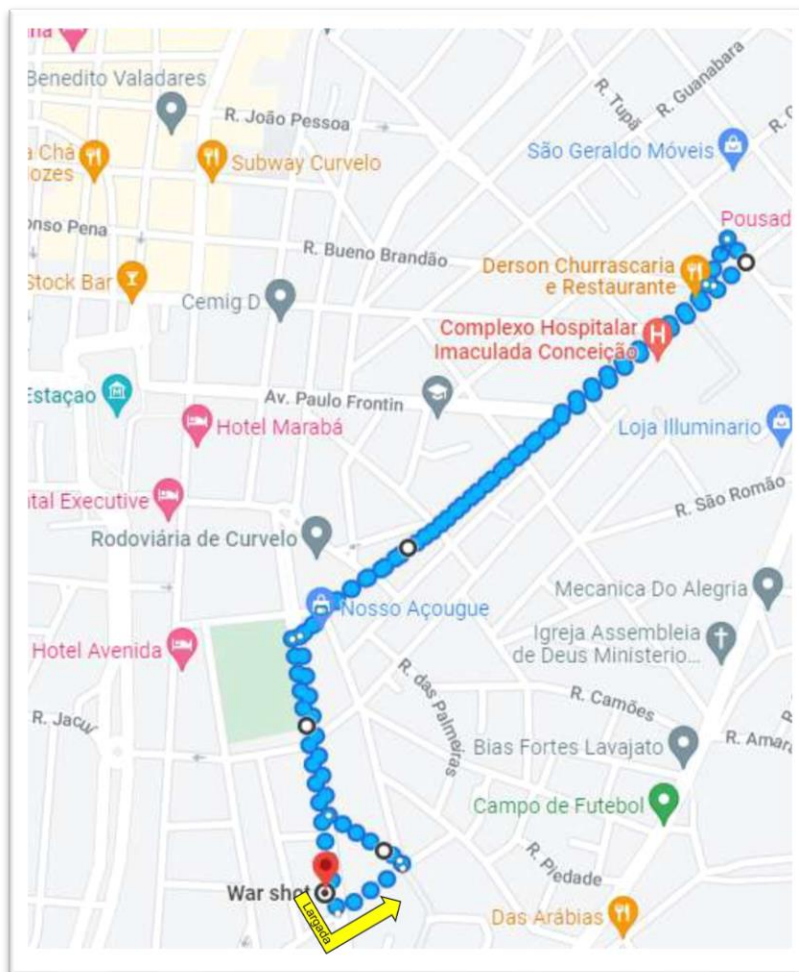 Benedito Valadares
R. João Pessoa
R. Tupã
R. Guanabara
a Chá
ozes
Subway Curvelo
São Geraldo Móveis
onso Pena
R. Bueno Brandão
Pousad
Derson Churrascaria
e Restaurante
Stock Bar
Cemig D
Complexo Hospitalar
Imaculada Conceição
H
Estaçao
Av. Paulo Frontin
Hotel Marabá
Loja Illuminario
ntal Executive
R. São Romão
Rodoviária de Curvelo
Nosso Açougue
Mecanica Do Alegria
Hotel Avenida
Igreja Assembleia
de Deus Ministerio...
R. das Palmeiras
R. Camões
R. Jacu
Bias Fortes Lavajato
R. Amar
Campo de Futebol
R. Piedade
War shot
Largada
Das Arábias